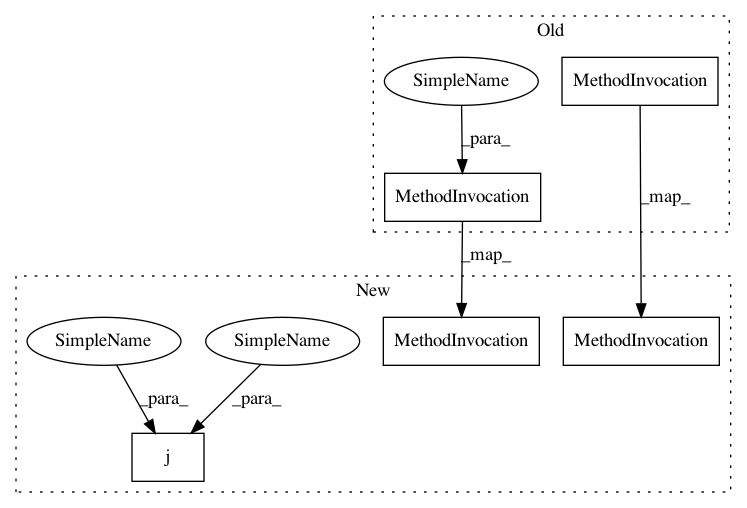 Old
SimpleName
MethodInvocation
_para_
MethodInvocation
_map_
_map_
New
SimpleName
SimpleName
MethodInvocation
MethodInvocation
_para_
_para_
j